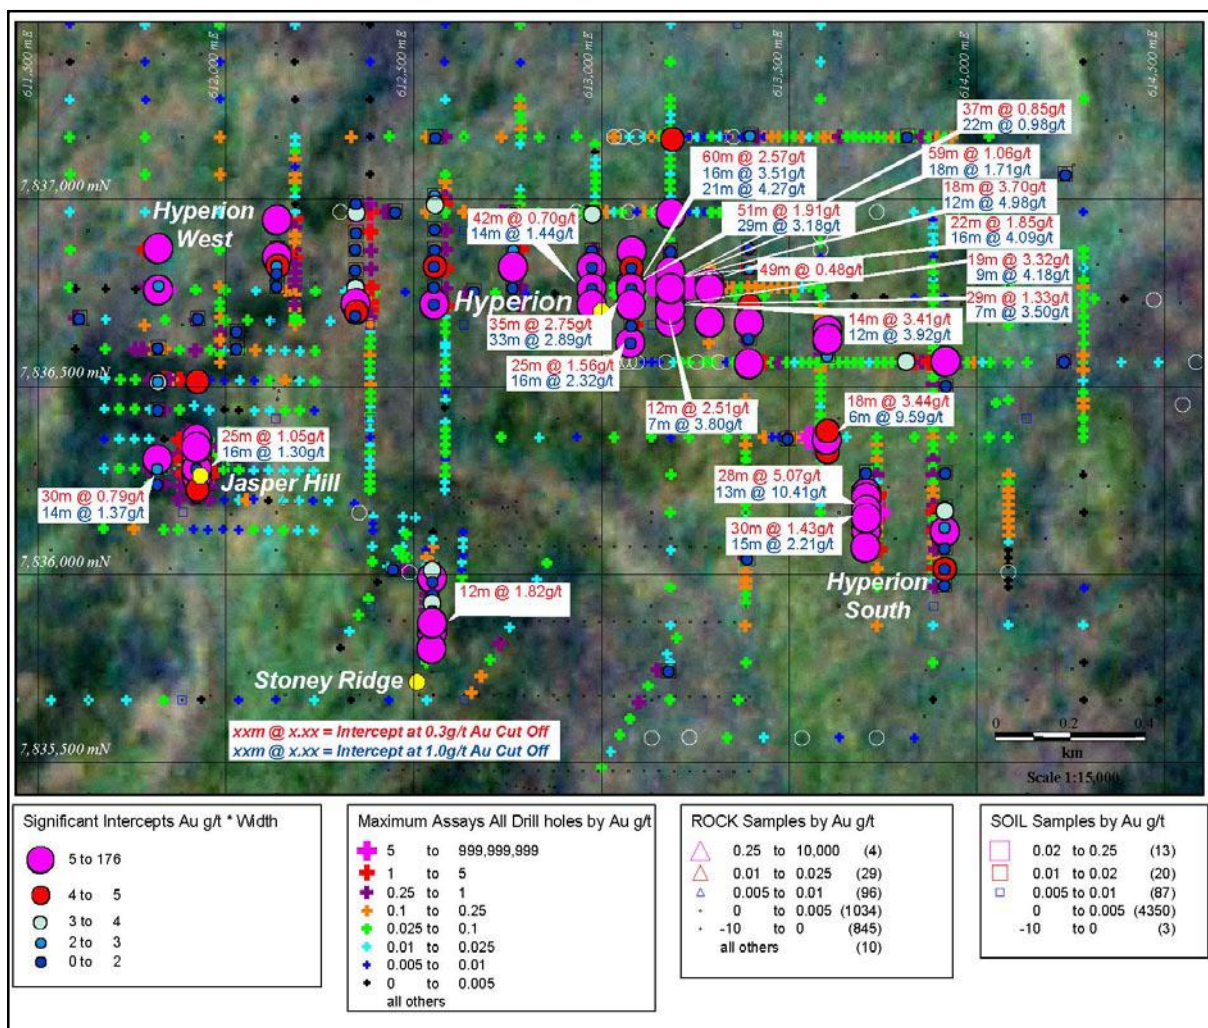 611,500 mE
612,000 mE
612,500 mE
613,000 mE
613,500 mE
614,000 mE
614,500 mE
37m @ 0.85g/t
22m @ 0.98g/t
60m @ 2.57g/t
16m @ 3.51g/t
21m @ 4.27g/t
59m @ 1.06g/t
18m @ 1.71g/t
7,837,000 mN
18m @ 3.70g/t
12m @ 4.98g/t
Hyperion
West
42m @ 0.70g/t
14m @ 1.44g/t
51m @ 1.91g/t
29m @ 3.18g/t
22m @ 1.85g/t
16m @ 4.09g/t
49m @ 0.48g/t
19m @ 3.32g/t
9m @ 4.18g/t
Hyperion
29m @ 1.33g/t
7m @ 3.50g/t
35m @ 2.75g/t
33m @ 2.89g/t
14m @ 3.41g/t
12m @ 3.92g/t
7,836,500 mN
25m @ 1.56g/t
16m @ 2.32g/t
12m @ 2.51g/t
7m @ 3.80g/t
18m @ 3.44g/t
6m @ 9.59g/t
25m @ 1.05g/t
16m @ 1.30g/t
Jasper Hill
30m @ 0.79g/t
14m @ 1.37g/t
28m @ 5.07g/t
13m @ 10.41g/t
30m @ 1.43g/t
15m @ 2.21g/t
7,836,000 mN
Hyperion
South
12m @ 1.82g/t
Stoney Ridge
xxm @ x.xx = Intercept at 0.3g/t Au Cut Off
xxm @ x.xx = Intercept at 1.0g/t Au Cut Off
0 0.2 0.4
km
Scale 1:15,000
7,835,500 mN
Significant Intercepts Au g/t * Width
5 to 176
4 to 5
3 to 4
2 to 3
0 to 2
Maximum Assays All Drill holes by Au g/t
5 to 999,999,999
1 to 5
0.25 to 1
0.1 to 0.25
0.025 to 0.1
0.01 to 0.025
0.005 to 0.01
0 to 0.005
all others
ROCK Samples by Au g/t
0.25 to 10,000 (4)
0.01 to 0.025 (29)
0.005 to 0.01 (96)
0 to 0.005 (1034)
-10 to 0 (845)
all others (10)
SOIL Samples by Au g/t
0.02 to 0.25 (13)
0.01 to 0.02 (20)
0.005 to 0.01 (87)
0 to 0.005 (4350)
-10 to 0 (3)